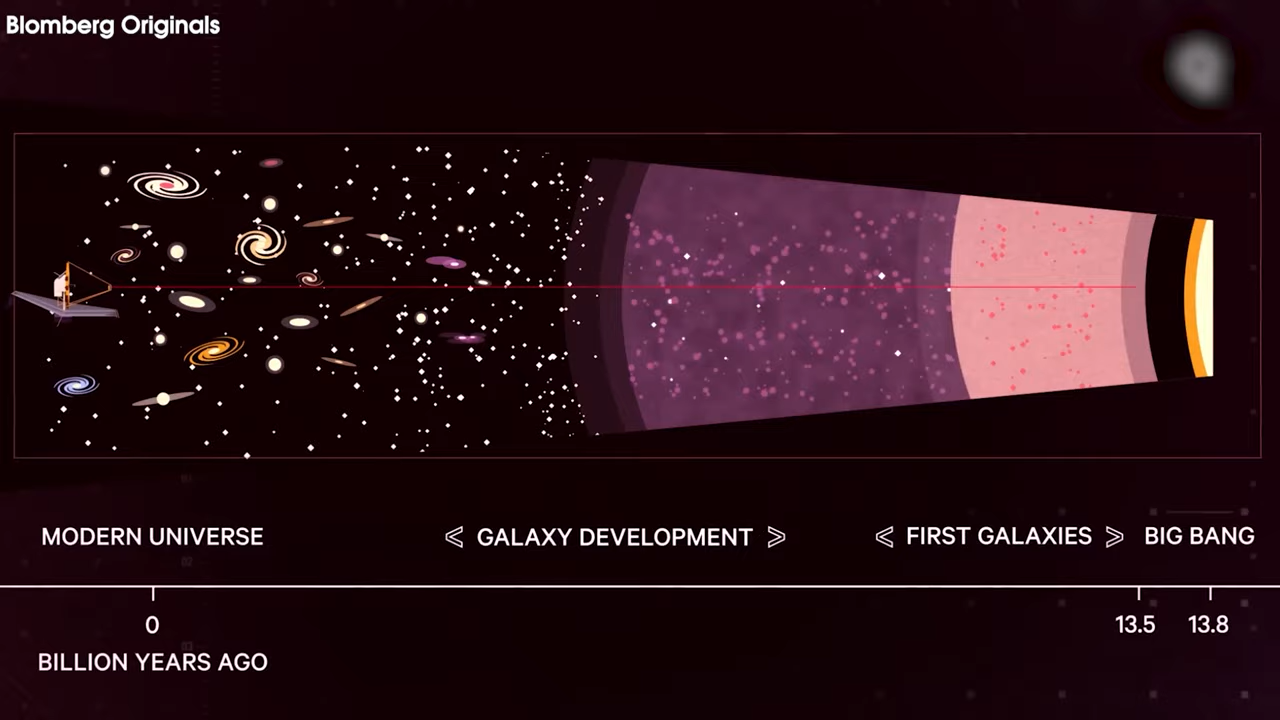 Blomberg Originals
MODERN UNIVERSE
GALAXY DEVELOPMENT
FIRST GALAXIES
BIG BANG
0
13.5
13.8
BILLION YEARS AGO